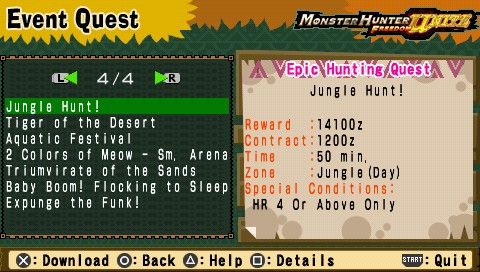 Event Quest
MONSTER HUNTER
FREEDOM UNITE
L 4/4 R
Jungle Hunt!
Tiger of the Desert
Aquatic Festival
2 Colors of Meow - Sm, Arena
Triumvirate of the Sands
Baby Boom! Flocking to Sleep
Expunge the Funk!
Epic Hunting Quest
Jungle Hunt!
Reward :14100z
Contract:1200z
Time :50 min,
Zone :Jungle(Day)
Special Conditions:
HR 4 Or Above Only
: Download : Back : Help : Details START: Quit